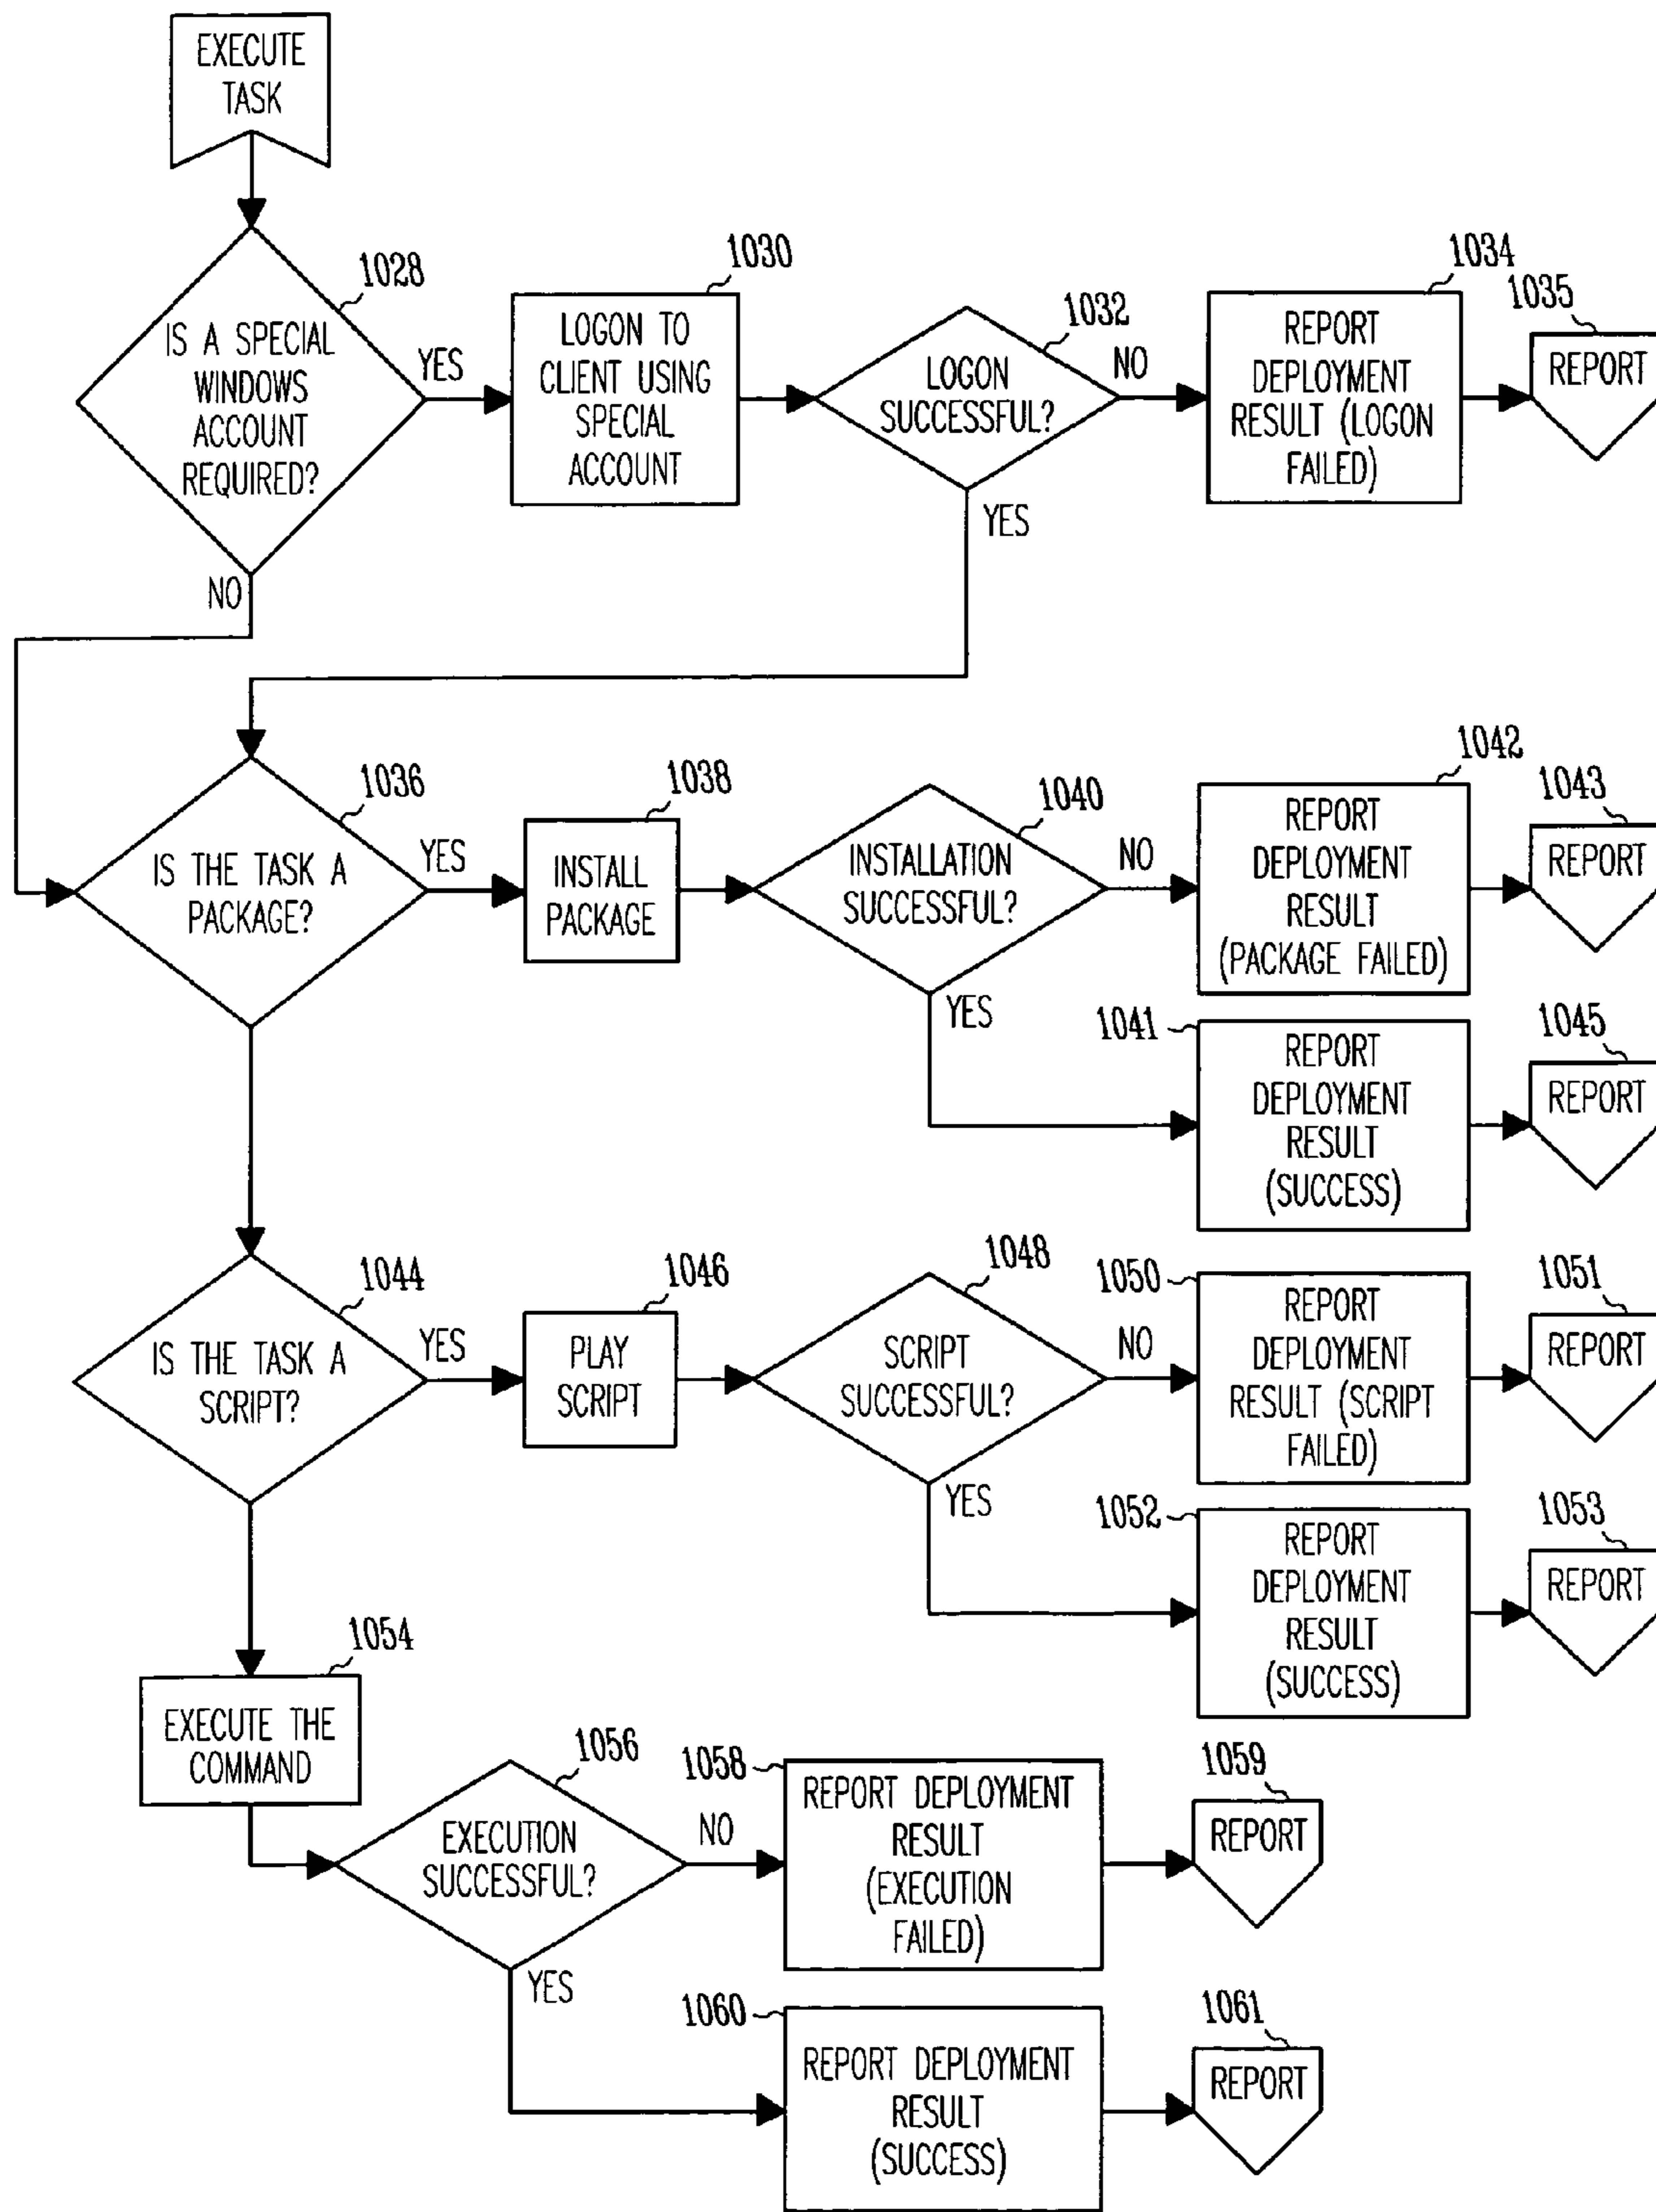 EXECUTE
TASK
1028
IS A SPECIAL
WINDOWS
ACCOUNT
REQUIRED?
YES
NO
1030
LOGON TO
CLIENT USING
SPECIAL
ACCOUNT
1032
LOGON
SUCCESSFUL?
NO
YES
1034
REPORT
DEPLOYMENT
RESULT (LOGON
FAILED)
1035
REPORT
1036
IS THE TASK A
PACKAGE?
YES
1038
INSTALL
PACKAGE
1040
INSTALLATION
SUCCESSFUL?
NO
YES
1042
REPORT
DEPLOYMENT
RESULT
(PACKAGE FAILED)
1043
REPORT
1041
REPORT
DEPLOYMENT
RESULT
(SUCCESS)
1045
REPORT
1044
IS THE TASK A
SCRIPT?
YES
1046
PLAY
SCRIPT
1048
SCRIPT
SUCCESSFUL?
NO
YES
1050
REPORT
DEPLOYMENT
RESULT (SCRIPT
FAILED)
1051
REPORT
1052
REPORT
DEPLOYMENT
RESULT
(SUCCESS)
1053
REPORT
1054
EXECUTE THE
COMMAND
1056
EXECUTION
SUCCESSFUL?
NO
YES
1058
REPORT DEPLOYMENT
RESULT
(EXECUTION
FAILED)
1059
REPORT
1060
REPORT DEPLOYMENT
RESULT
(SUCCESS)
1061
REPORT